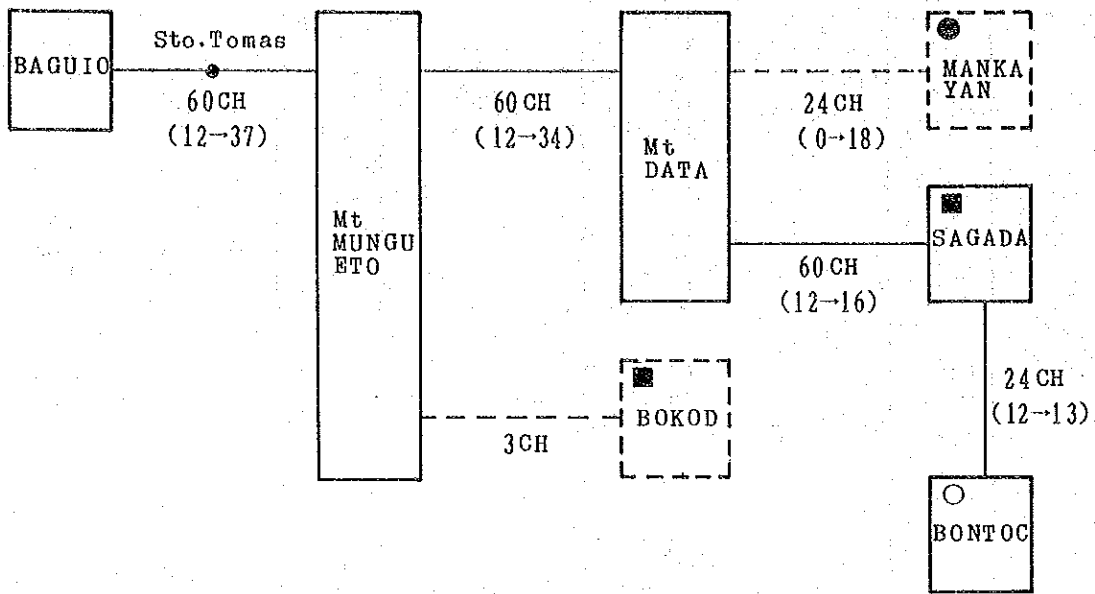 BAGUIO
Sto.Tomas
60CH
(12→37)
Mt
MUNGU
ETO
60CH
(12→34)
Mt
DATA
24CH
(0→18)
MANKA
YAN
60CH
(12→16)
SAGADA
24CH
(12→13)
3CH
BOKOD
BONTOC